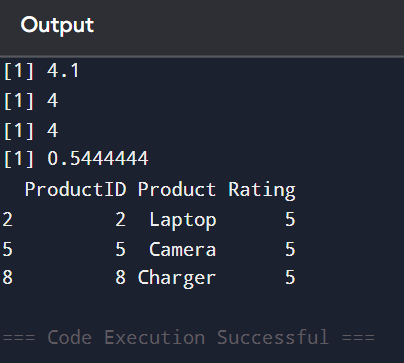 Output
[1] 4.1
[1] 4
[1] 4
[1] 0.5444444
  ProductID Product Rating
2         2  Laptop      5
5         5  Camera      5
8         8 Charger      5
=== Code Execution Successful ===